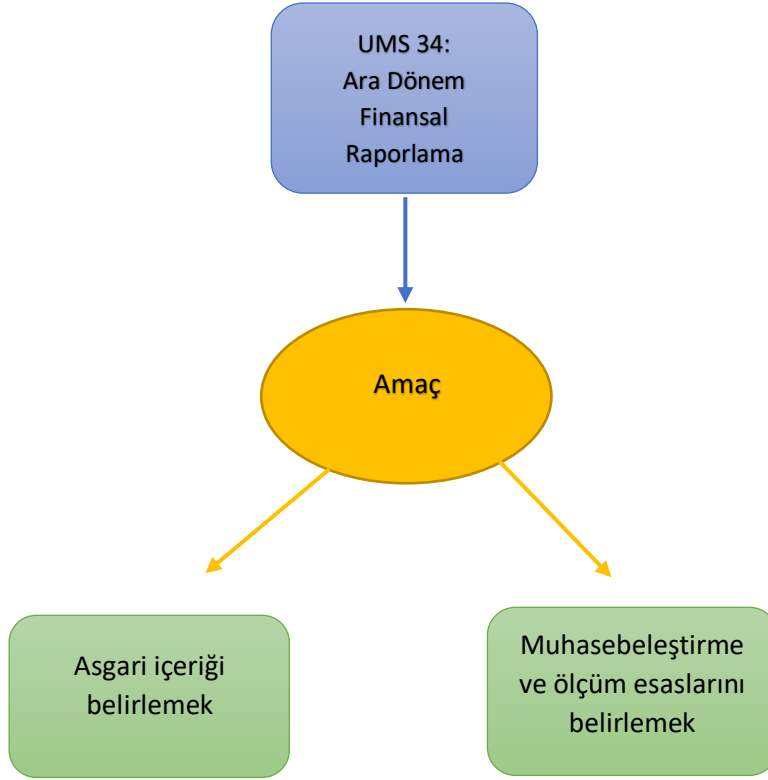 UMS 34:
Ara Dönem
Finansal
Raporlama
Amaç
Asgari içeriği
belirlemek
Muhasebeleştirme
ve ölçüm esaslarını
belirlemek